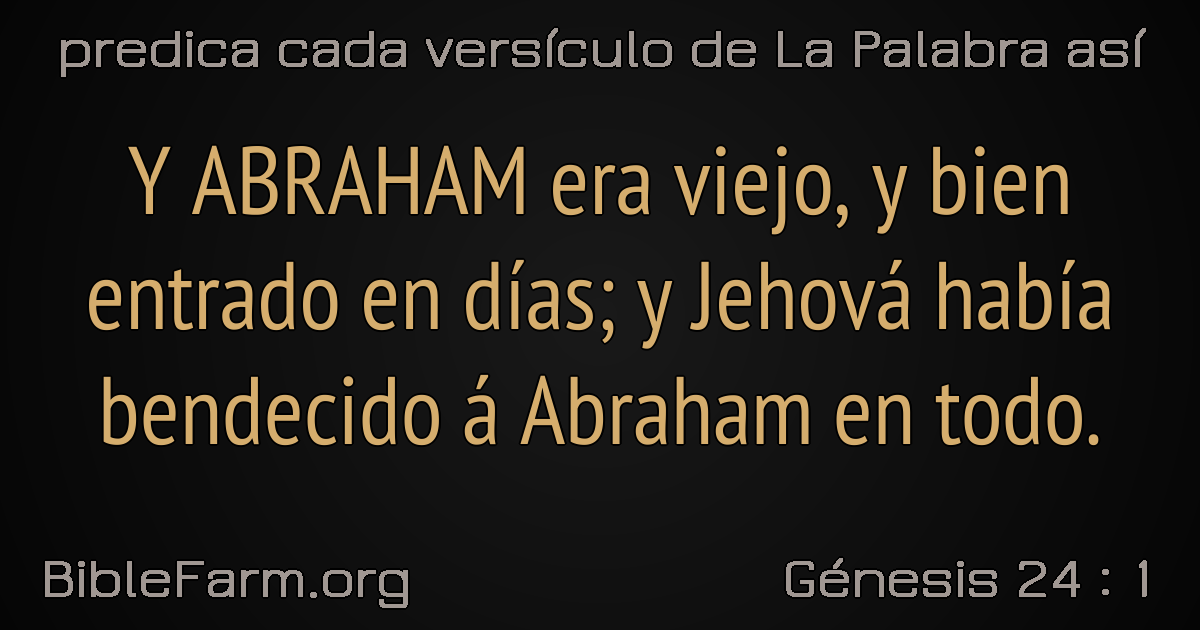 predica cada versículo de La Palabra así
Y ABRAHAM era viejo, y bien
entrado en días; y Jehová había
bendecido á Abraham en todo.
BibleFarm.org
Génesis 24 : 1